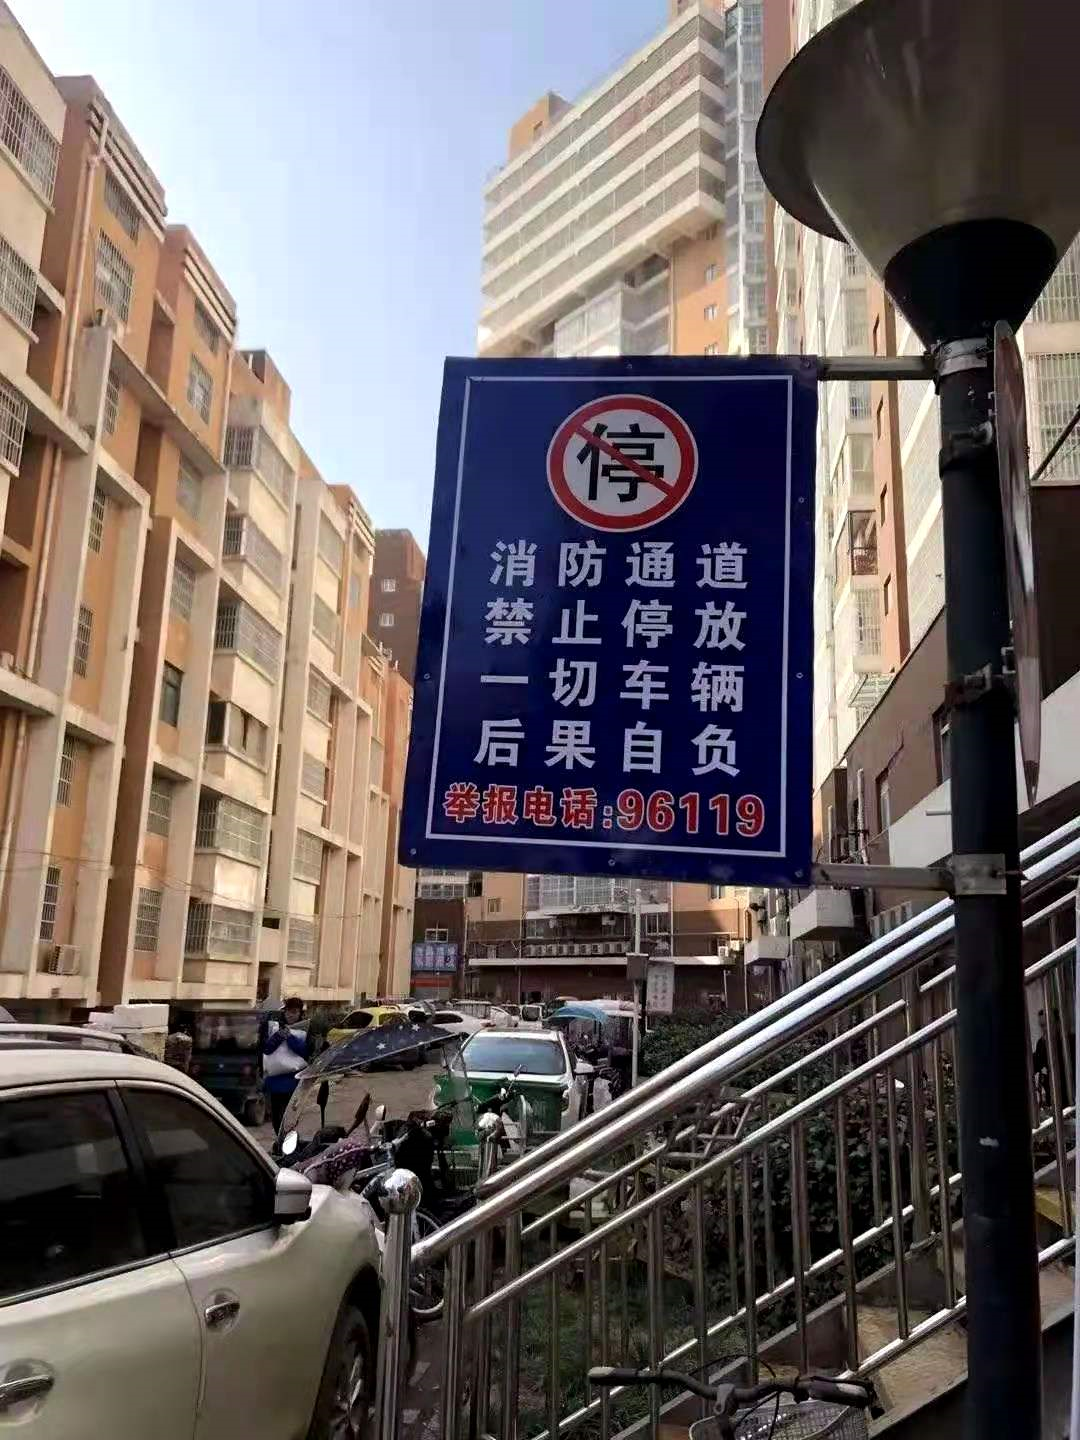 停
消防通道
禁止停放
一切车辆
后果自负
举报电话:96119